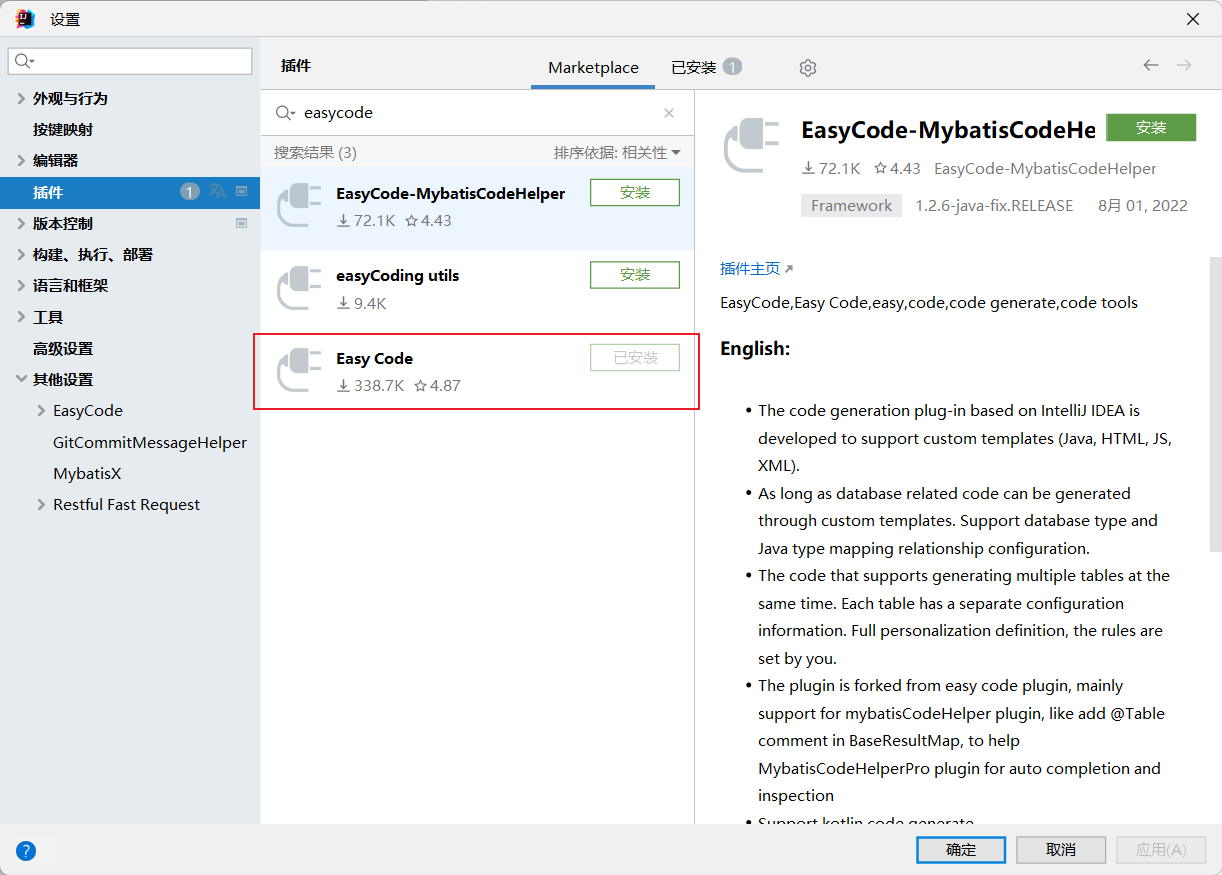 设置
外观与行为
按键映射
编辑器
插件 1
版本控制
构建、执行、部署
语言和框架
工具
高级设置
其他设置
EasyCode
GitCommitMessageHelper
MybatisX
Restful Fast Request
插件
Marketplace
已安装 1
easycode
搜索结果 (3)
排序依据: 相关性
EasyCode-MybatisCodeHelper
安装
72.1K 4.43
easyCoding utils
安装
9.4K
Easy Code
已安装
338.7K 4.87
EasyCode-MybatisCodeHe
安装
72.1K 4.43 EasyCode-MybatisCodeHelper
Framework 1.2.6-java-fix.RELEASE 8月 01, 2022
插件主页
EasyCode,Easy Code,easy,code,code generate,code tools
English:
• The code generation plug-in based on IntelliJ IDEA is
developed to support custom templates (Java, HTML, JS,
XML).
• As long as database related code can be generated
through custom templates. Support database type and
Java type mapping relationship configuration.
• The code that supports generating multiple tables at the
same time. Each table has a separate configuration
information. Full personalization definition, the rules are
set by you.
• The plugin is forked from easy code plugin, mainly
support for mybatisCodeHelper plugin, like add @Table
comment in BaseResultMap, to help
MybatisCodeHelperPro plugin for auto completion and
inspection
• Support kotlin code generate
?
确定
取消
应用(A)